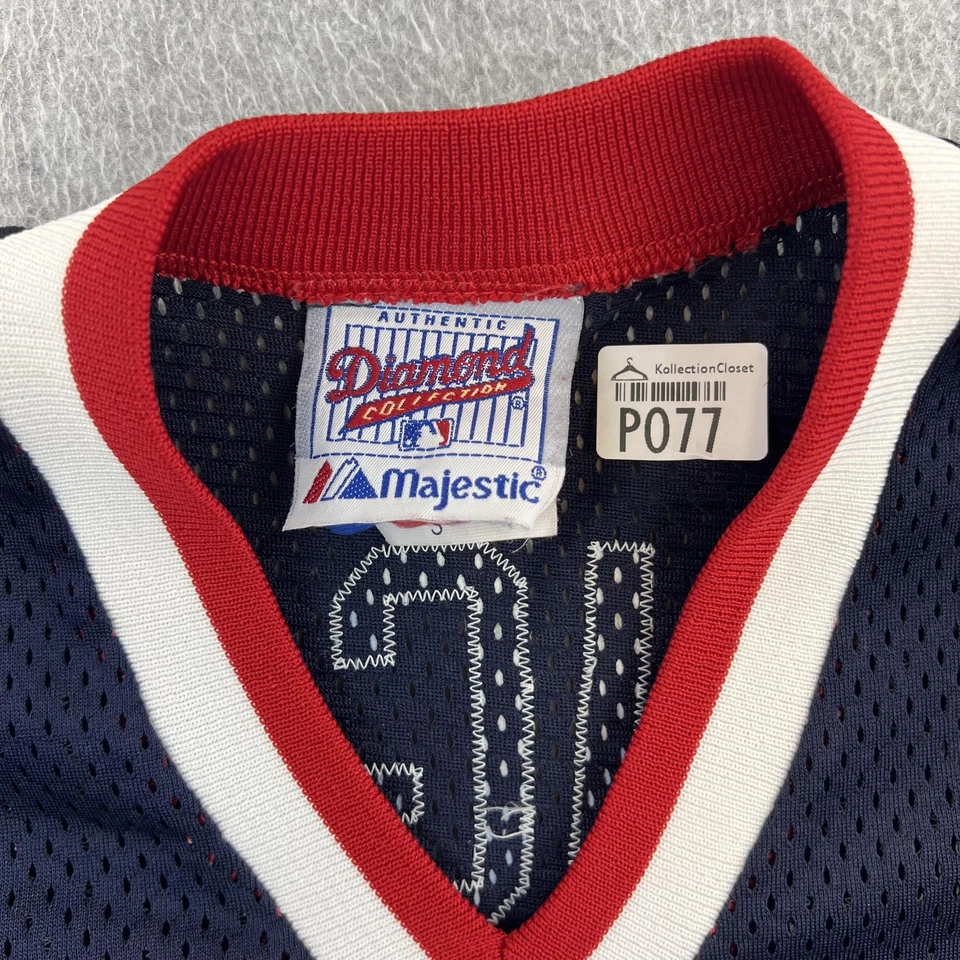 AUTHENTIC
Diamond
COLLECTION®
Majestic®
S
KollectionCloset
P077